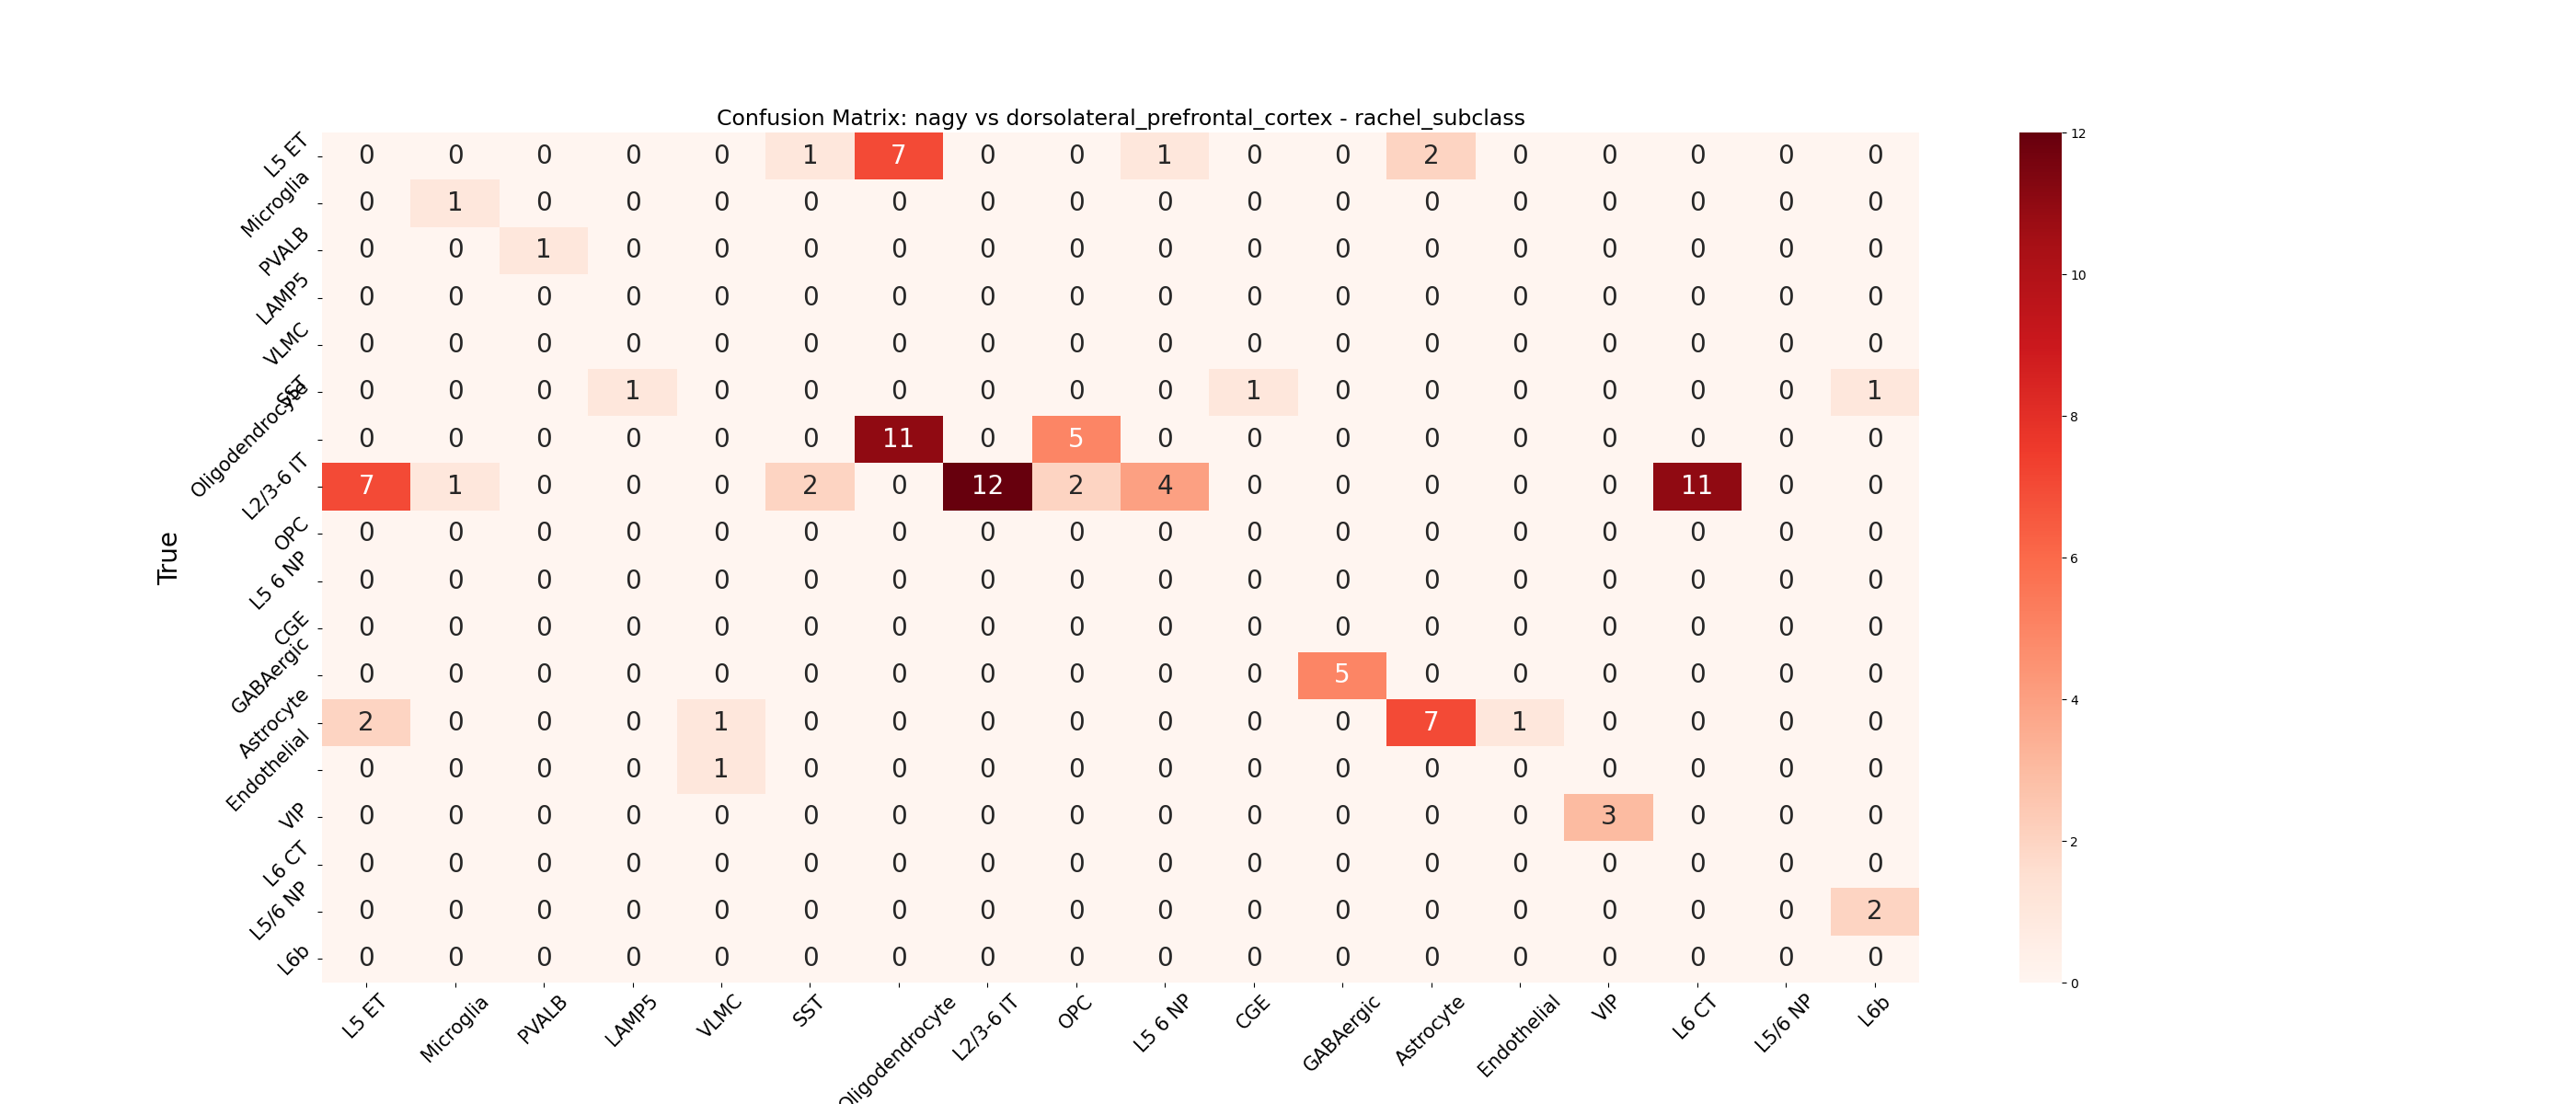 Confusion Matrix: nagy vs dorsolateral_prefrontal_cortex - rachel_subclass
True
L5 ET 0 0 0 0 0 1 7 0 0 1 0 0 2 0 0 0 0 0
Microglia 0 1 0 0 0 0 0 0 0 0 0 0 0 0 0 0 0 0
PVALB 0 0 1 0 0 0 0 0 0 0 0 0 0 0 0 0 0 0
LAMP5 0 0 0 0 0 0 0 0 0 0 0 0 0 0 0 0 0 0
VLMC 0 0 0 0 0 0 0 0 0 0 0 0 0 0 0 0 0 0
SST 0 0 0 1 0 0 0 0 0 0 1 0 0 0 0 0 0 1
Oligodendrocyte 0 0 0 0 0 0 11 0 5 0 0 0 0 0 0 0 0 0
L2/3-6 IT 7 1 0 0 0 2 0 12 2 4 0 0 0 0 0 11 0 0
OPC 0 0 0 0 0 0 0 0 0 0 0 0 0 0 0 0 0 0
L5 6 NP 0 0 0 0 0 0 0 0 0 0 0 0 0 0 0 0 0 0
CGE 0 0 0 0 0 0 0 0 0 0 0 0 0 0 0 0 0 0
GABAergic 0 0 0 0 0 0 0 0 0 0 0 5 0 0 0 0 0 0
Astrocyte 2 0 0 0 1 0 0 0 0 0 0 0 7 1 0 0 0 0
Endothelial 0 0 0 0 1 0 0 0 0 0 0 0 0 0 0 0 0 0
VIP 0 0 0 0 0 0 0 0 0 0 0 0 0 0 3 0 0 0
L6 CT 0 0 0 0 0 0 0 0 0 0 0 0 0 0 0 0 0 0
L5/6 NP 0 0 0 0 0 0 0 0 0 0 0 0 0 0 0 0 0 2
L6b 0 0 0 0 0 0 0 0 0 0 0 0 0 0 0 0 0 0
L5 ET Microglia PVALB LAMP5 VLMC SST Oligodendrocyte L2/3-6 IT OPC L5 6 NP CGE GABAergic Astrocyte Endothelial VIP L6 CT L5/6 NP L6b
12
10
8
6
4
2
0